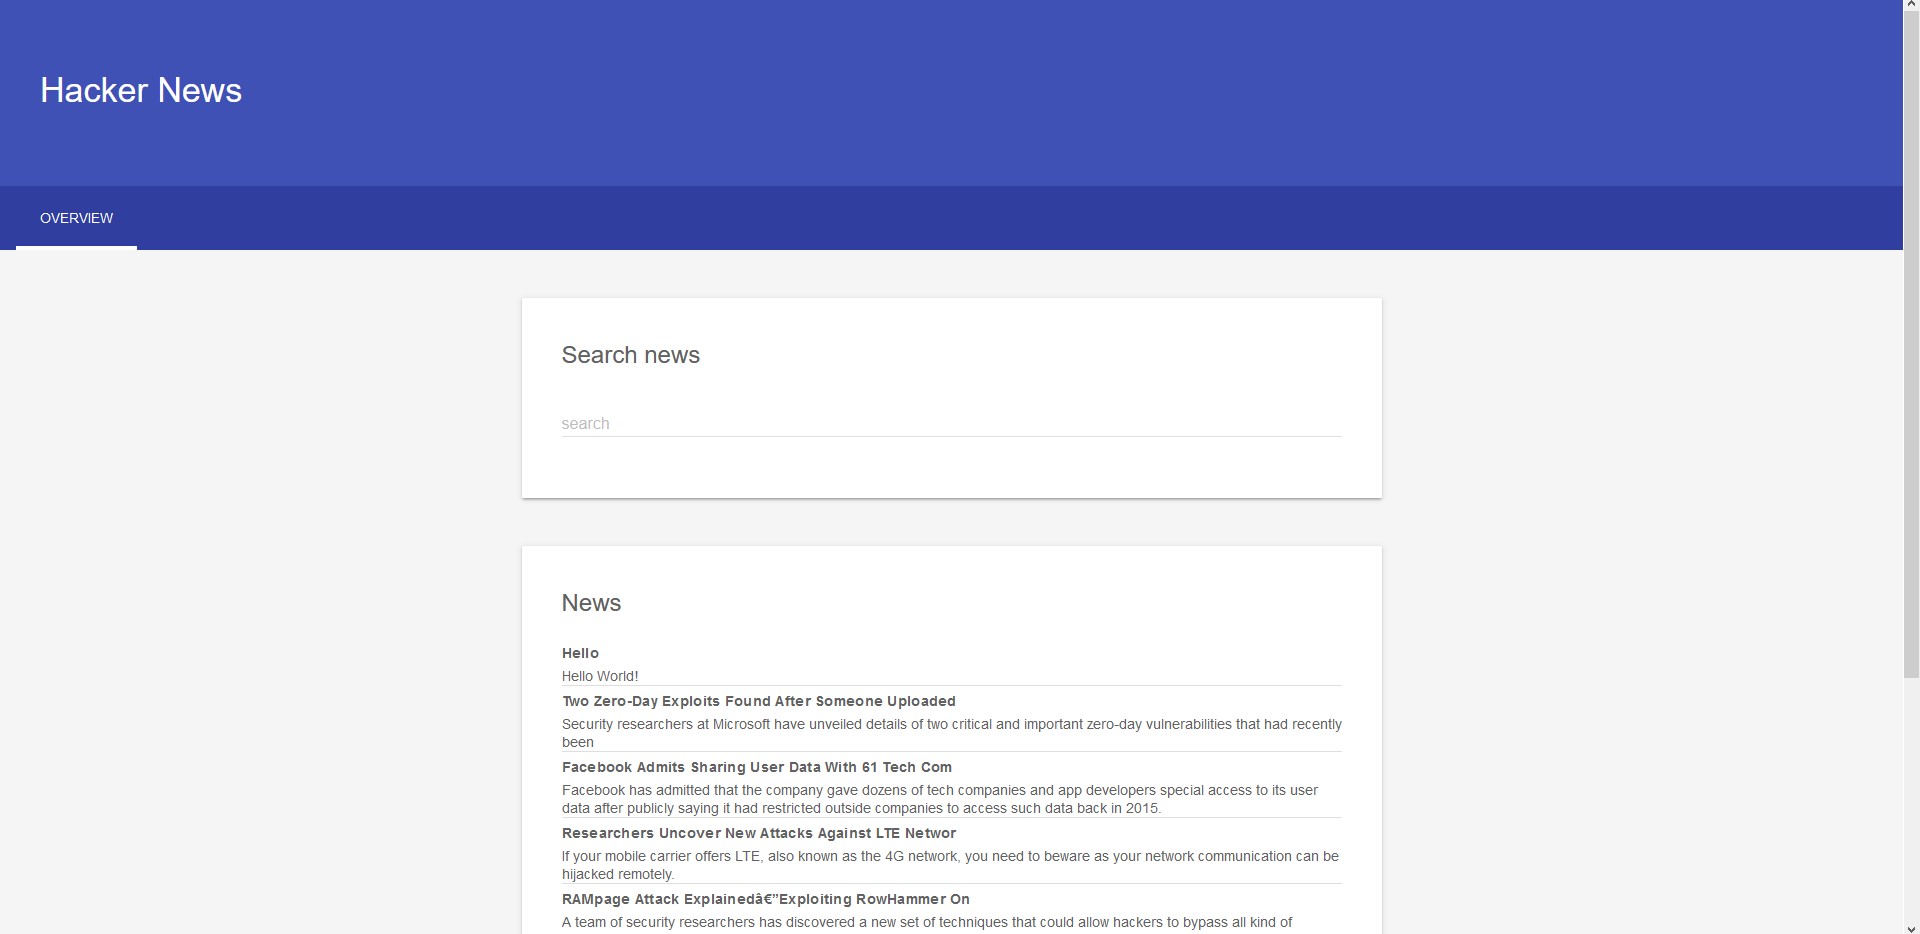 Hacker News
OVERVIEW
Search news
search
News
Hello
Hello World!
Two Zero-Day Exploits Found After Someone Uploaded
Security researchers at Microsoft have unveiled details of two critical and important zero-day vulnerabilities that had recently
been
Facebook Admits Sharing User Data With 61 Tech Com
Facebook has admitted that the company gave dozens of tech companies and app developers special access to its user
data after publicly saying it had restricted outside companies to access such data back in 2015.
Researchers Uncover New Attacks Against LTE Networ
If your mobile carrier offers LTE, also known as the 4G network, you need to beware as your network communication can be
hijacked remotely.
RAMpage Attack Explainedâ€”Exploiting RowHammer On
A team of security researchers has discovered a new set of techniques that could allow hackers to bypass all kind of